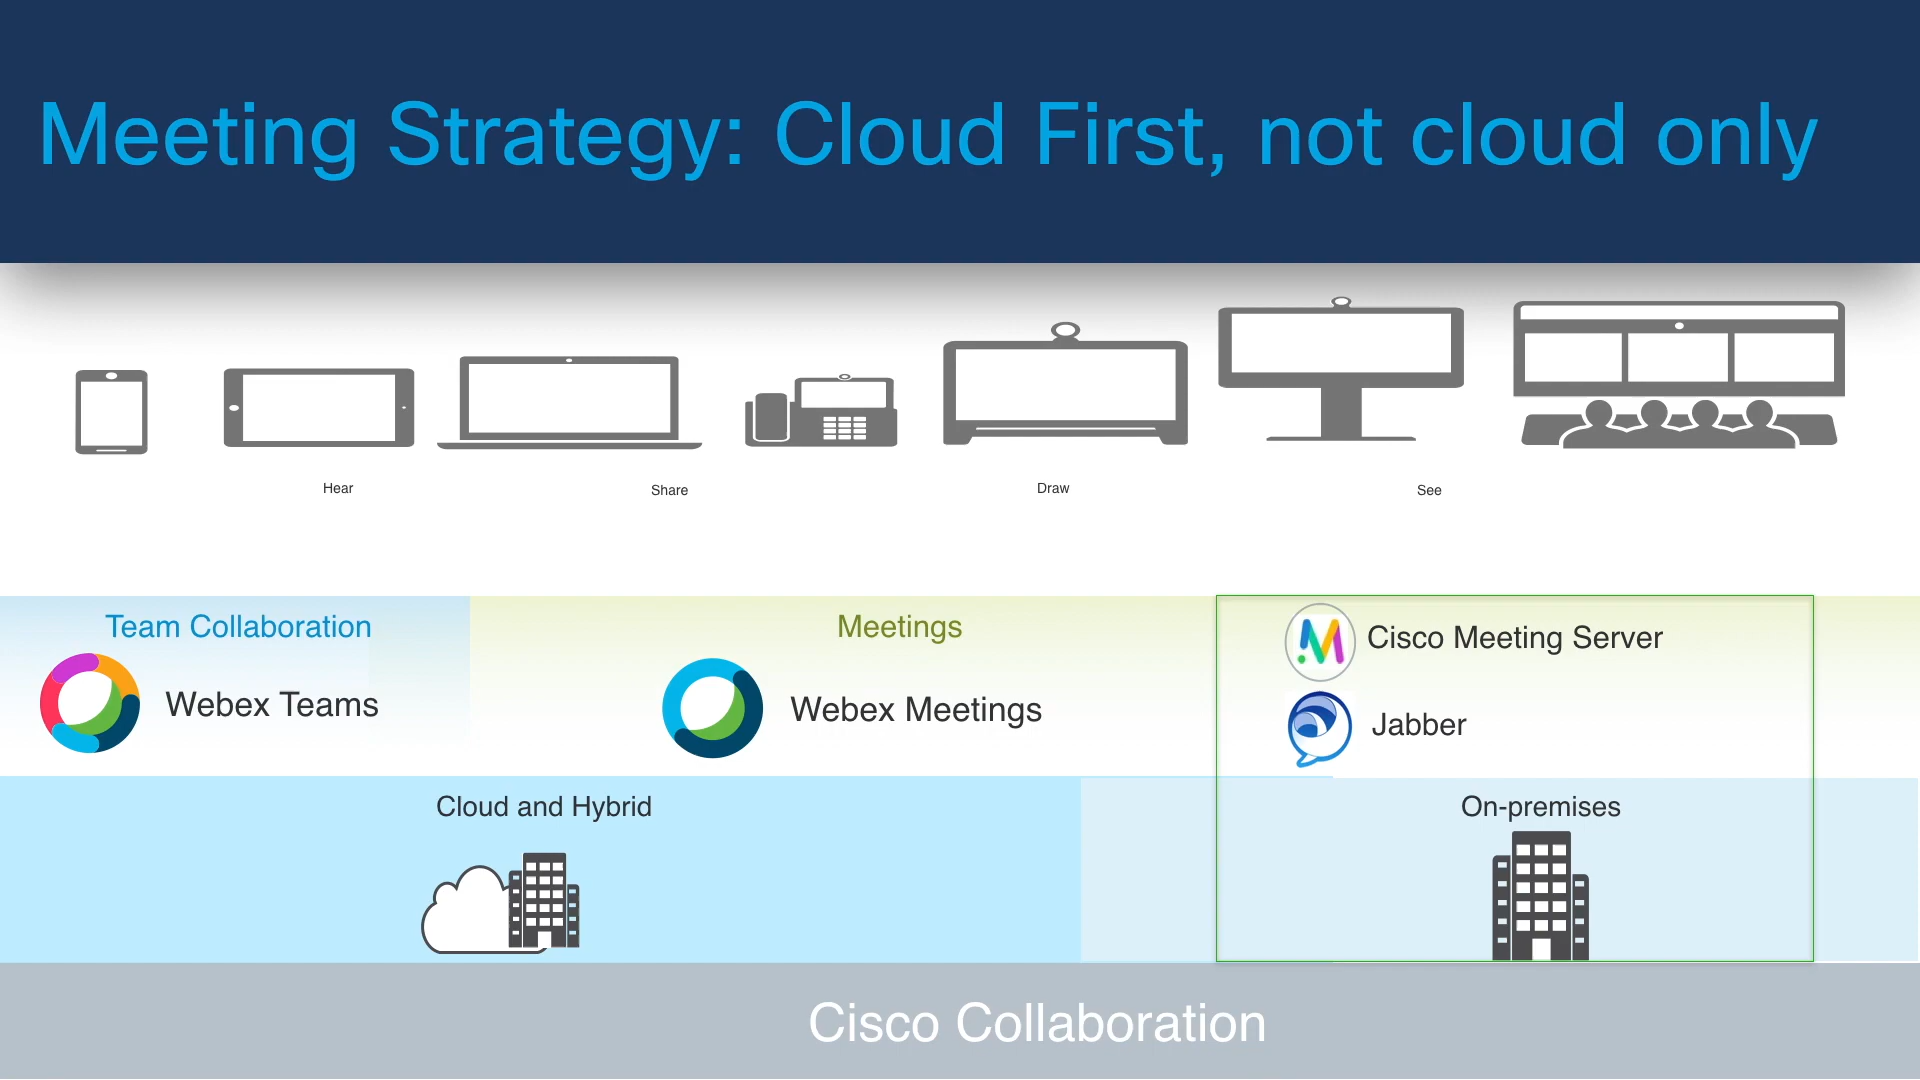 Meeting Strategy: Cloud First, not cloud only
Hear
Share
Draw
See
Team Collaboration
Webex Teams
Meetings
Webex Meetings
Cisco Meeting Server
Jabber
Cloud and Hybrid
On-premises
Cisco Collaboration